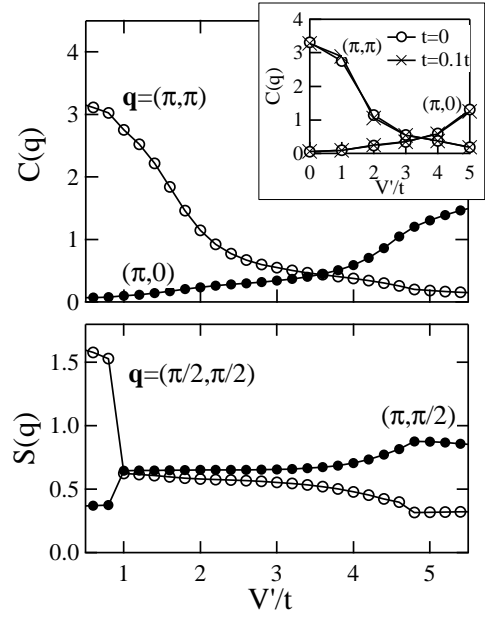 4
3
2
1
0
C(q)
q=(π,π)
(π,0)
4
3
2
1
0
C(q)
(π,π)
t=0
t=0.1t
(π,0)
0 1 2 3 4 5
V'/t
1.5
1.0
0.5
0.0
S(q)
q=(π/2,π/2)
(π,π/2)
1 2 3 4 5
V'/t